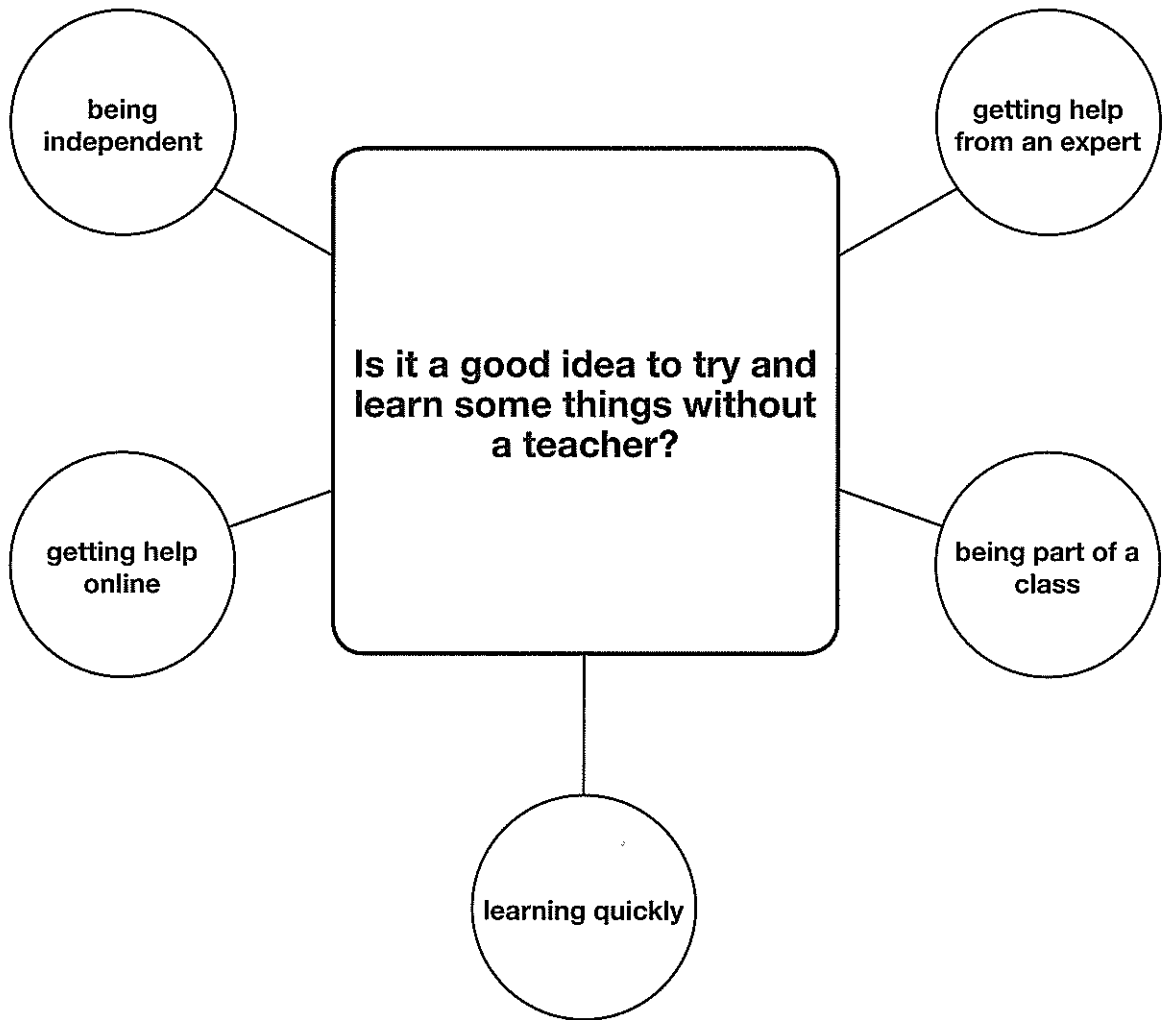 being
independent
getting help
from an expert
Is it a good idea to try and
learn some things without
a teacher?
getting help
online
being part of a
class
learning quickly